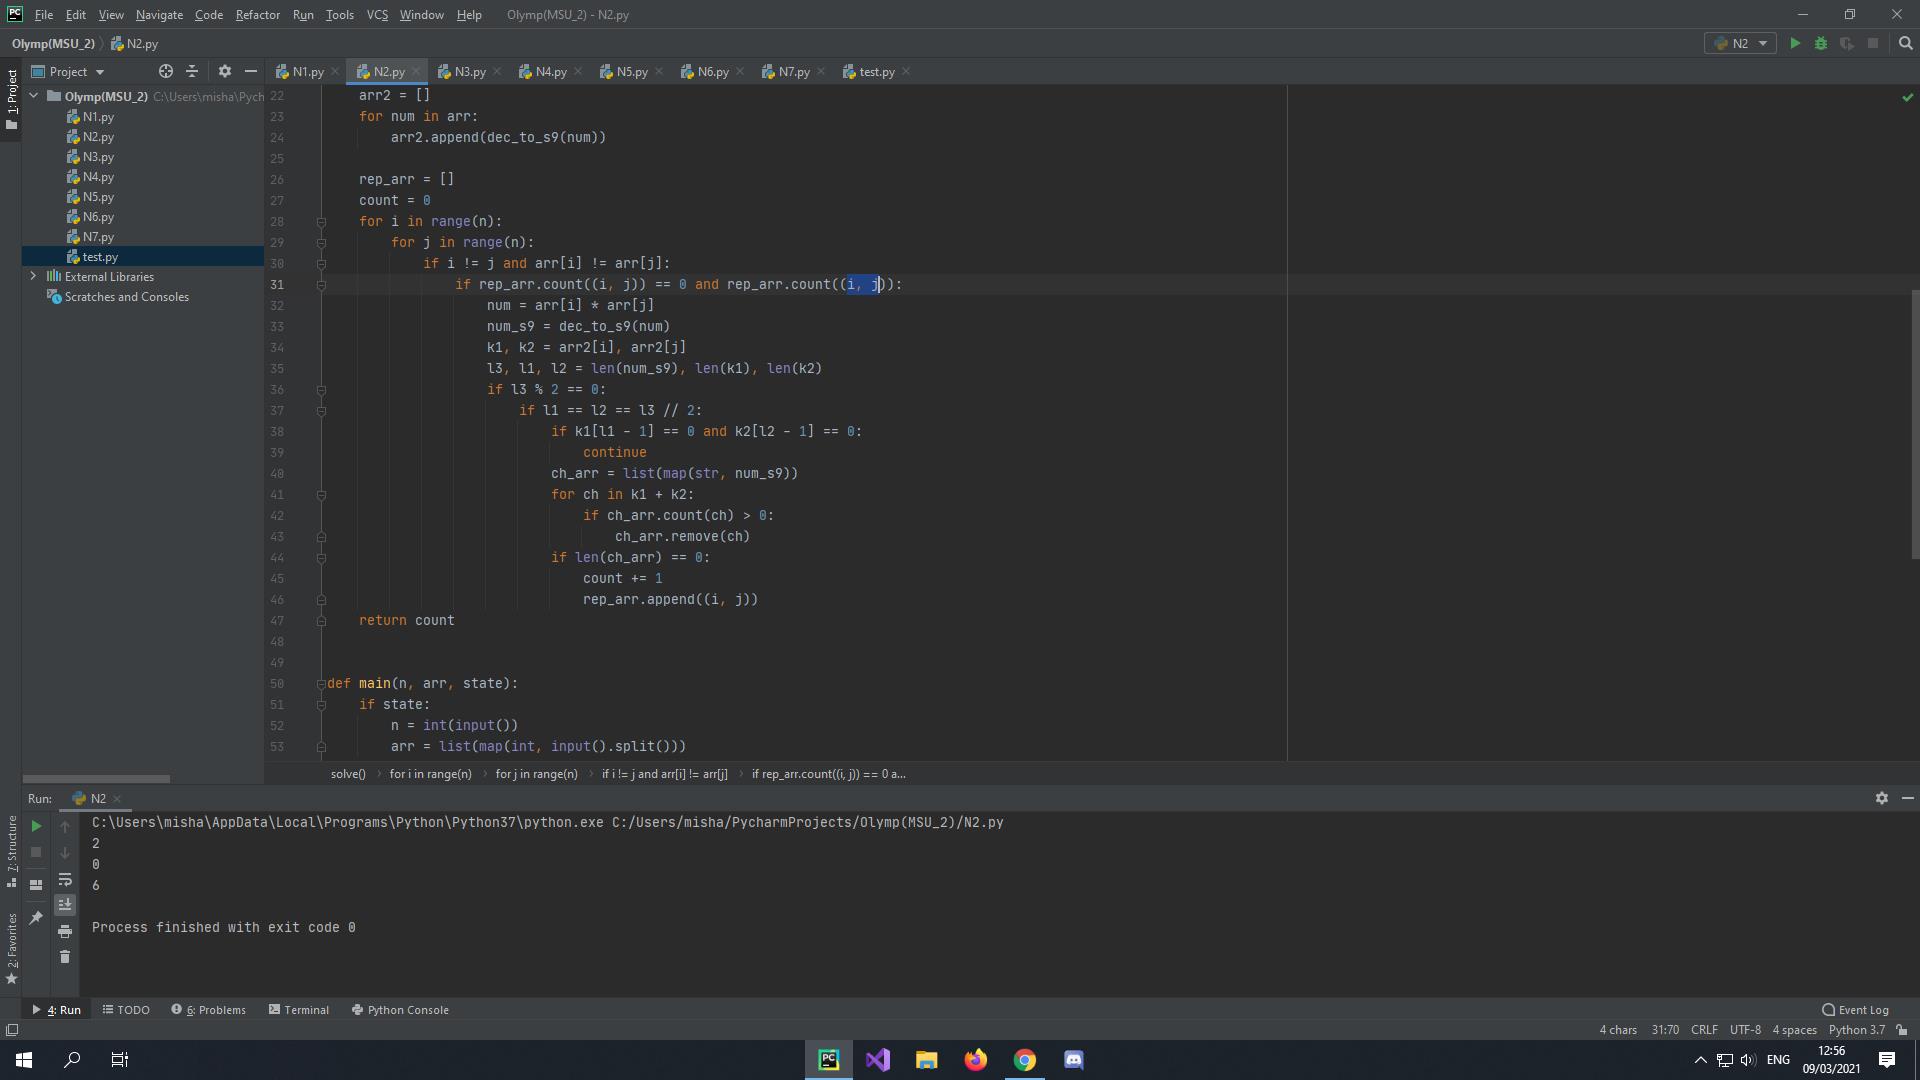 File Edit View Navigate Code Refactor Run Tools VCS Window Help Olymp(MSU_2) - N2.py
Olymp(MSU_2) N2.py N2
1: Project
Project N1.py N2.py N3.py N4.py N5.py N6.py N7.py test.py
Olymp(MSU_2) C:\Users\misha\Pych
N1.py
N2.py
N3.py
N4.py
N5.py
N6.py
N7.py
test.py
External Libraries
Scratches and Consoles
22 arr2 = []
23 for num in arr:
24 arr2.append(dec_to_s9(num))
25
26 rep_arr = []
27 count = 0
28 for i in range(n):
29 for j in range(n):
30 if i != j and arr[i] != arr[j]:
31 if rep_arr.count((i, j)) == 0 and rep_arr.count((i, j)):
32 num = arr[i] * arr[j]
33 num_s9 = dec_to_s9(num)
34 k1, k2 = arr2[i], arr2[j]
35 l3, l1, l2 = len(num_s9), len(k1), len(k2)
36 if l3 % 2 == 0:
37 if l1 == l2 == l3 // 2:
38 if k1[l1 - 1] == 0 and k2[l2 - 1] == 0:
39 continue
40 ch_arr = list(map(str, num_s9))
41 for ch in k1 + k2:
42 if ch_arr.count(ch) > 0:
43 ch_arr.remove(ch)
44 if len(ch_arr) == 0:
45 count += 1
46 rep_arr.append((i, j))
47 return count
48
49
50 def main(n, arr, state):
51 if state:
52 n = int(input())
53 arr = list(map(int, input().split()))
solve() for i in range(n) for j in range(n) if i != j and arr[i] != arr[j] if rep_arr.count((i, j)) == 0 a...
Run: N2
C:\Users\misha\AppData\Local\Programs\Python\Python37\python.exe C:/Users/misha/PycharmProjects/Olymp(MSU_2)/N2.py
2
0
6
Process finished with exit code 0
7: Structure
2: Favorites
4: Run TODO 6: Problems Terminal Python Console Event Log
4 chars 31:70 CRLF UTF-8 4 spaces Python 3.7
ENG 12:56
09/03/2021